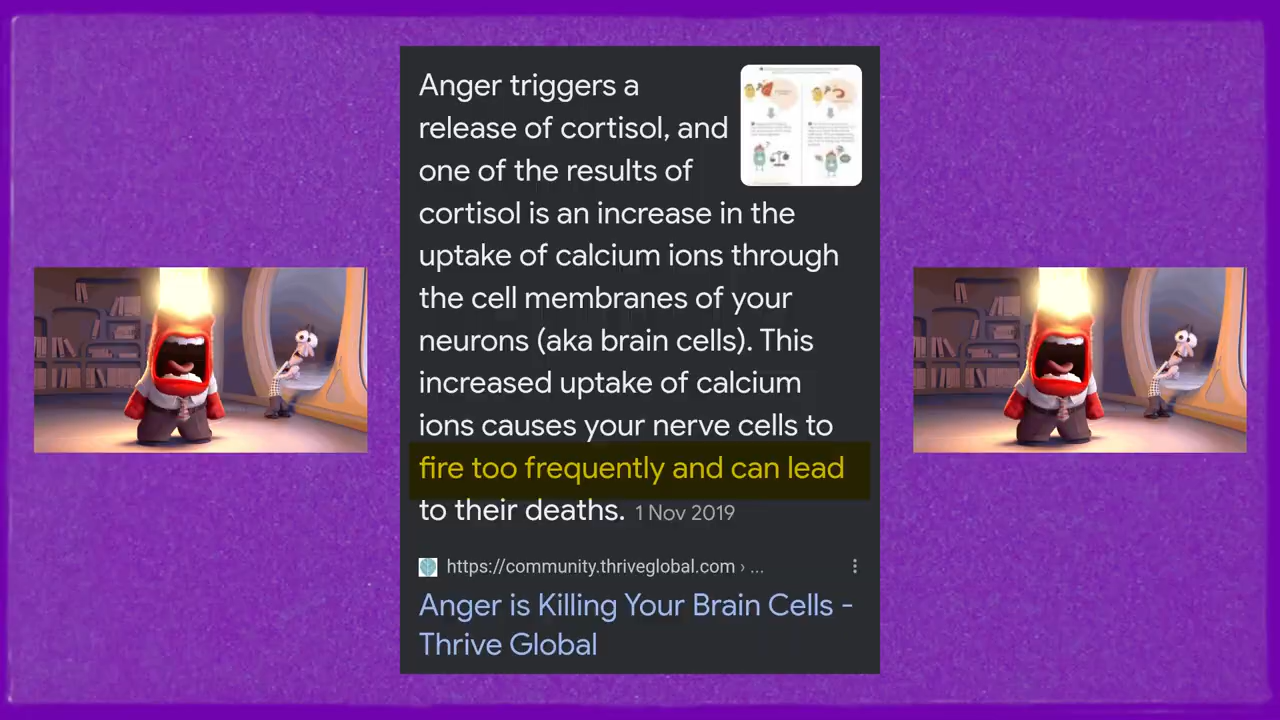 Anger triggers a
release of cortisol, and
one of the results of
cortisol is an increase in the
uptake of calcium ions through
the cell membranes of your
neurons (aka brain cells). This
increased uptake of calcium
ions causes your nerve cells to
fire too frequently and can lead
to their deaths. 1 Nov 2019
https://community.thriveglobal.com › ...
Anger is Killing Your Brain Cells -
Thrive Global